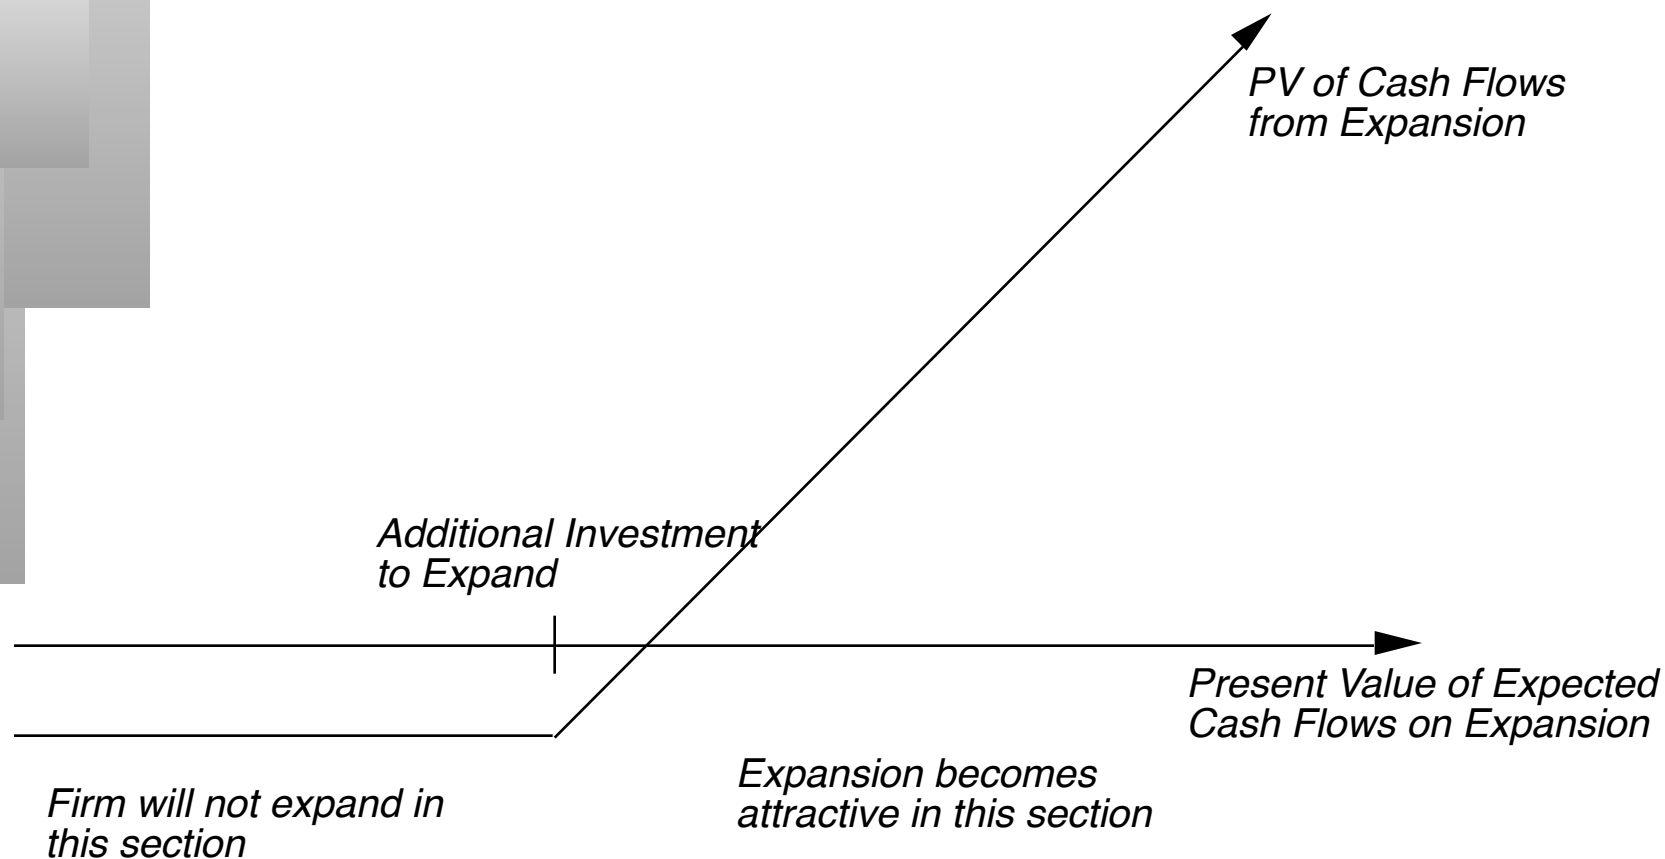 PV of Cash Flows
from Expansion
Additional Investment
to Expand
Present Value of Expected
Cash Flows on Expansion
Expansion becomes
attractive in this section
Firm will not expand in
this section